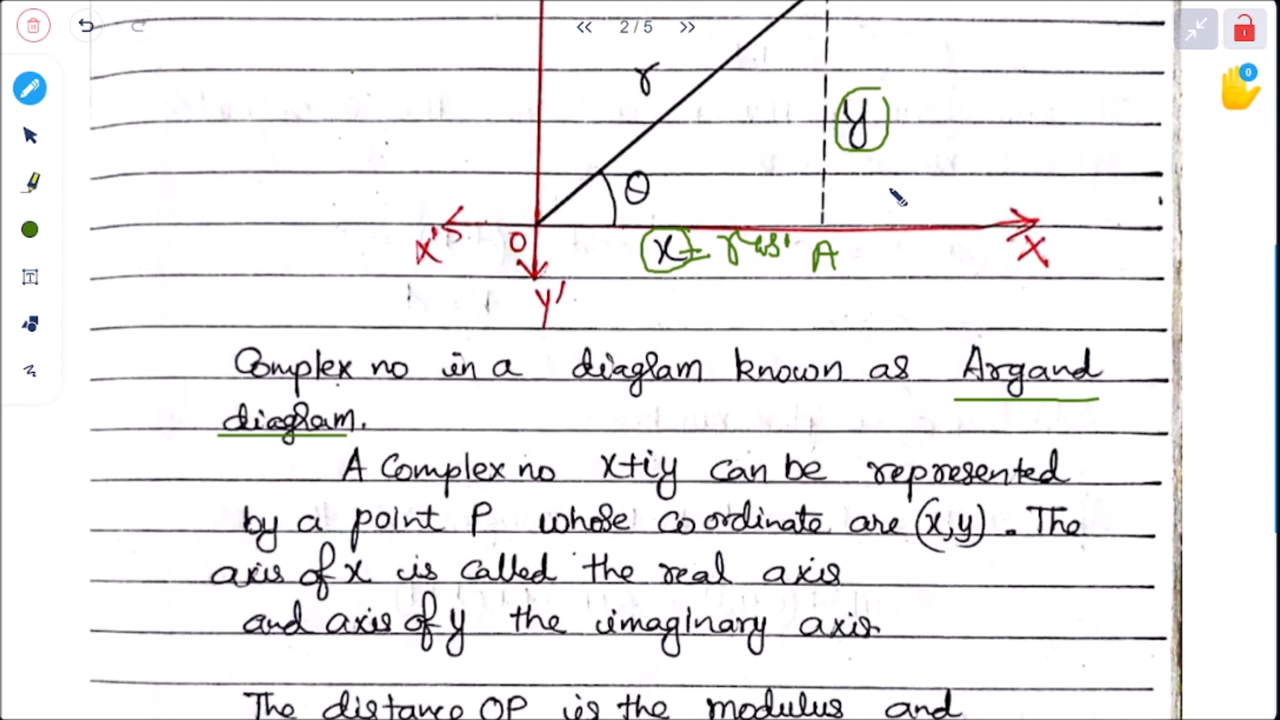 2/5
0
r
y
θ
X' O x = r cos A X
Y'
Complex no in a diagram known as Argand
diagram.
A Complex no x+iy can be represented
by a point P whose coordinate are (x,y). The
axis of x is called the real axis
and axis of y the imaginary axis
The distance OP is the modulus and